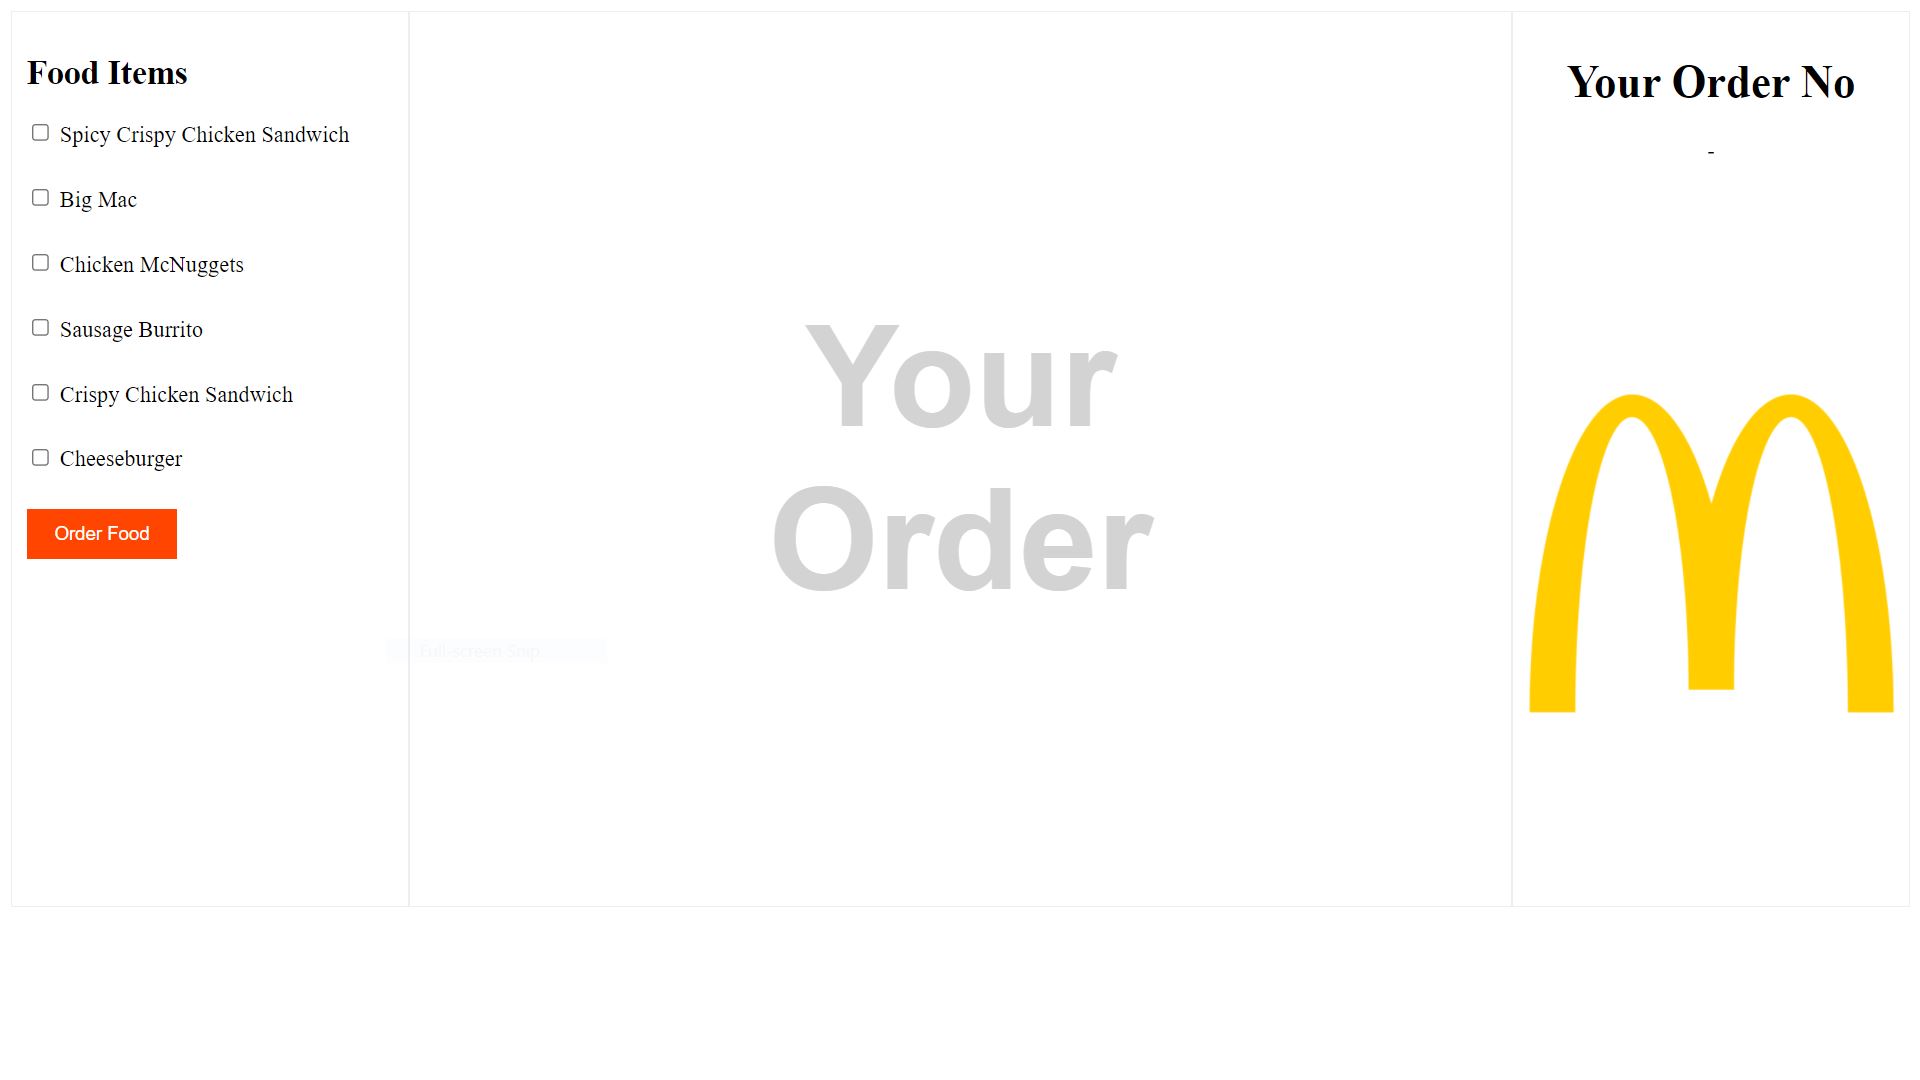 Food Items
Spicy Crispy Chicken Sandwich
Big Mac
Chicken McNuggets
Sausage Burrito
Crispy Chicken Sandwich
Cheeseburger
Order Food
Your
Order
Full-screen Snip
Your Order No
-